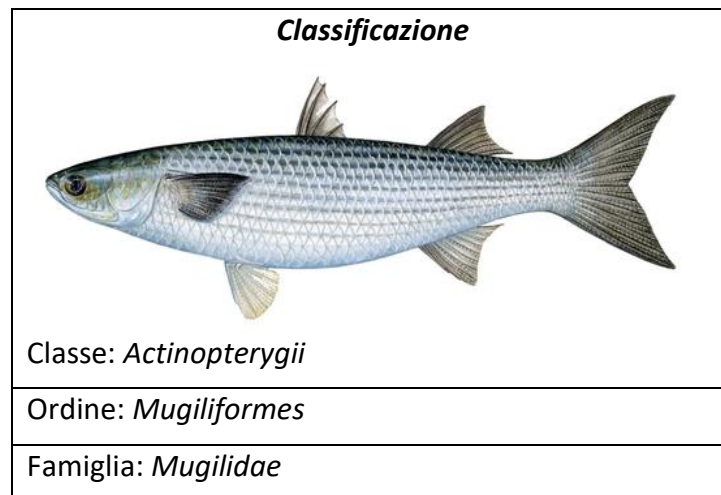 Classificazione
Classe: Actinopterygii
Ordine: Mugiliformes
Famiglia: Mugilidae